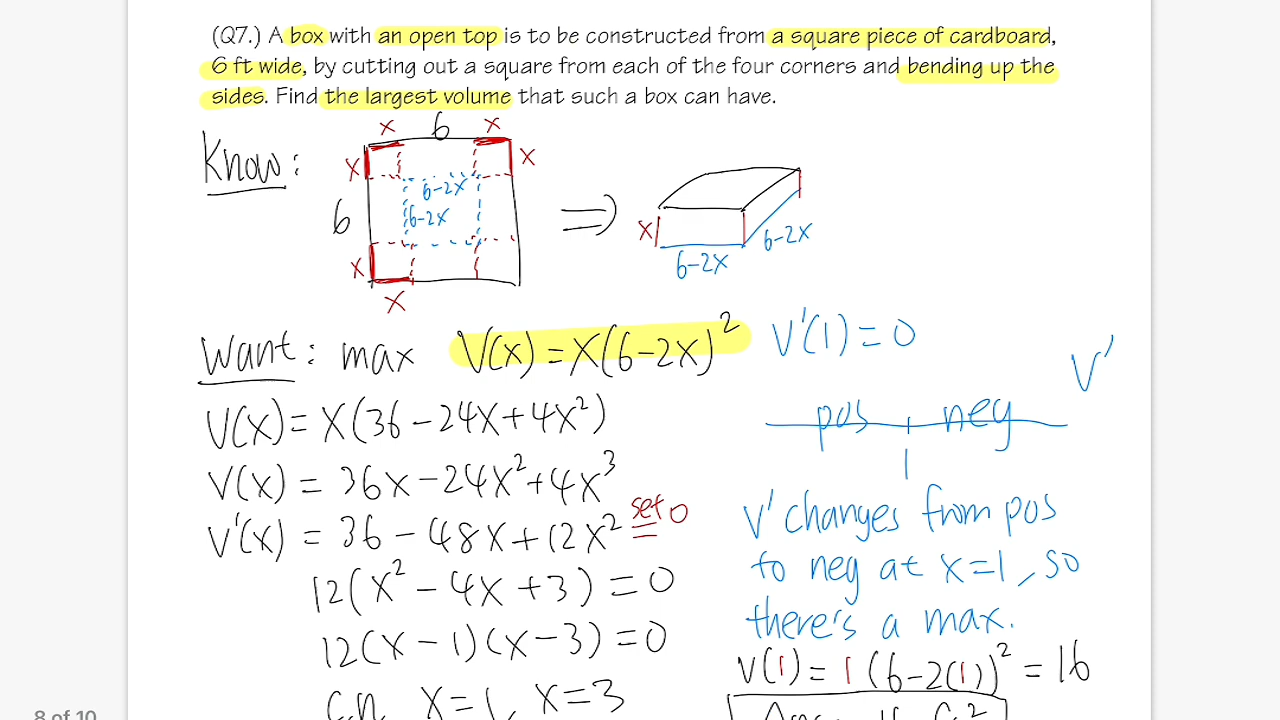 (Q7.) A box with an open top is to be constructed from a square piece of cardboard,
6 ft wide, by cutting out a square from each of the four corners and bending up the
sides. Find the largest volume that such a box can have.
x 6 x
Know:
x x
6-2x
6 6-2x
x
6-2x
6-2x
x
x
Want: max V(x) = x(6-2x)²
V(x) = x(36-24x+4x²)
V(x) = 36x-24x²+4x³
V'(x) = 36-48x+12x² set = 0
12(x²-4x+3) = 0
12(x-1)(x-3) = 0
C.n. x=1, x=3
V'(1) = 0
V'
pos neg
1
V' changes from pos
to neg at x=1, so
there's a max.
V(1) = 1(6-2(1))² = 16
8 of 10